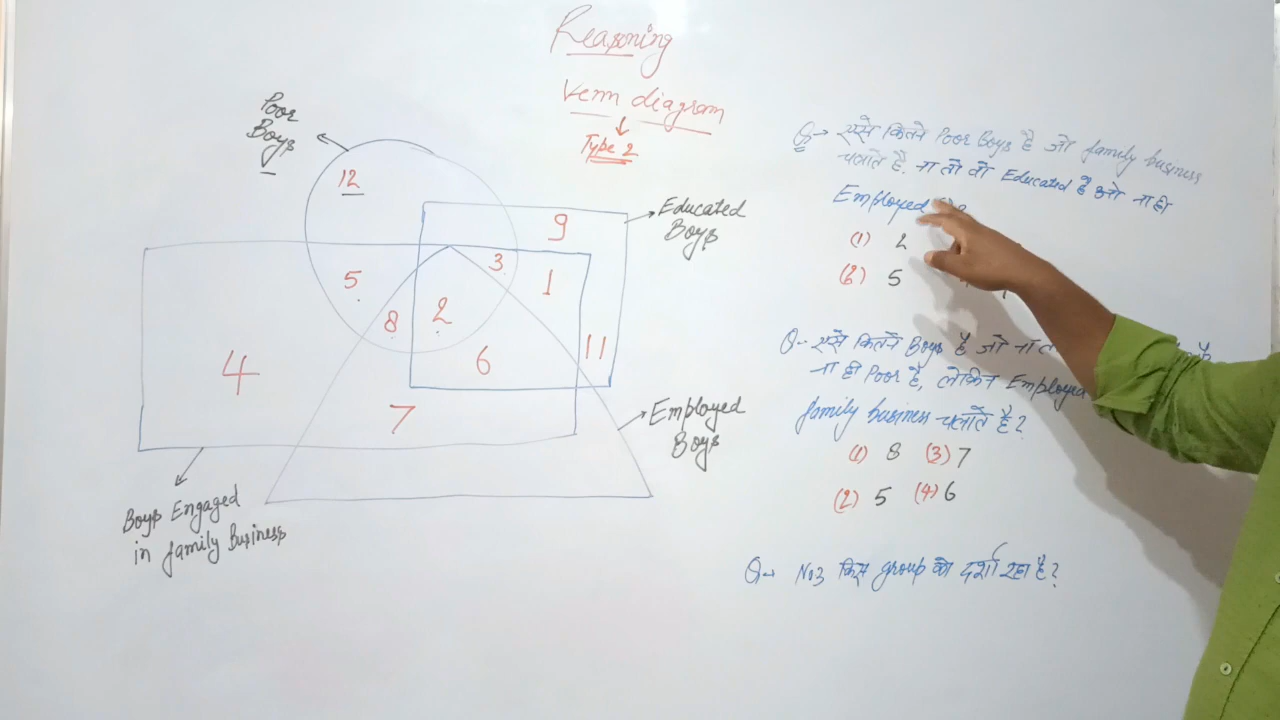 Reasoning
Venn diagram
Type 2
Poor
Boys
12
9
Educated
Boys
5
3
1
8
2
4
6
11
7
Employed
Boys
Boys Engaged
in family Business
Q→ एसे कितने Poor Boys है जो family business
चलाते हैं. ना तो वो Educated है और ना ही
Employed
(1) 2
(2) 5
Q→ एसे कितने Boys है जो ना
ना ही Poor है, लेकिन Employed
family business चलाते है?
(1) 8 (3) 7
(2) 5 (4) 6
Q→ No3 किस group को दर्शा रहा है?